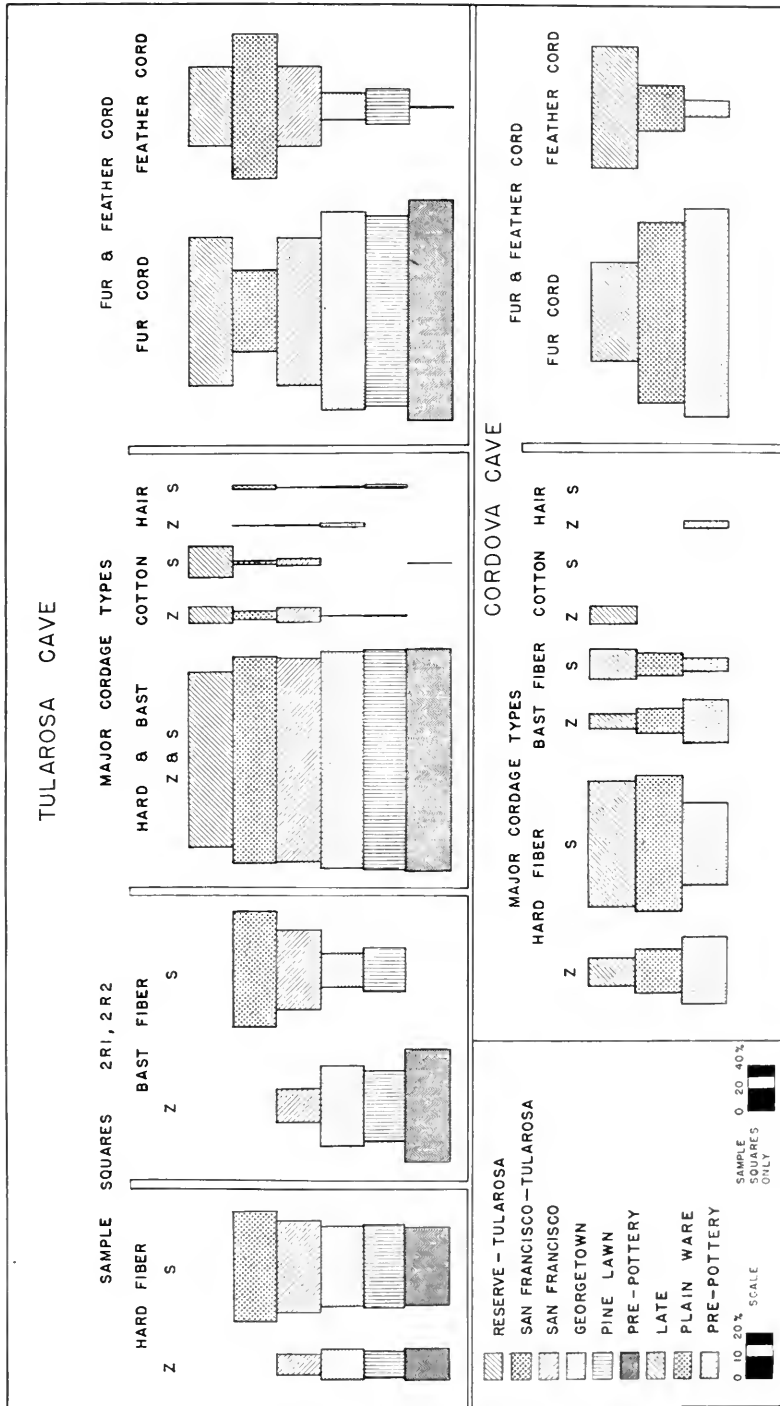 TULAROSA CAVE
SAMPLE SQUARES 2R1, 2R2
HARD FIBER
Z S
BAST FIBER
Z S
MAJOR CORDAGE TYPES
HARD & BAST
Z & S
COTTON
Z S
HAIR
Z S
FUR & FEATHER CORD
FUR CORD
FEATHER CORD
RESERVE - TULAROSA
SAN FRANCISCO - TULAROSA
SAN FRANCISCO
GEORGETOWN
PINE LAWN
PRE - POTTERY
LATE
PLAIN WARE
PRE - POTTERY
0 10 20%
SCALE
SAMPLE SQUARES ONLY
0 20 40%
CORDOVA CAVE
MAJOR CORDAGE TYPES
HARD FIBER
Z S
BAST FIBER
Z S
COTTON
Z S
HAIR
Z S
FUR & FEATHER CORD
FUR CORD
FEATHER CORD